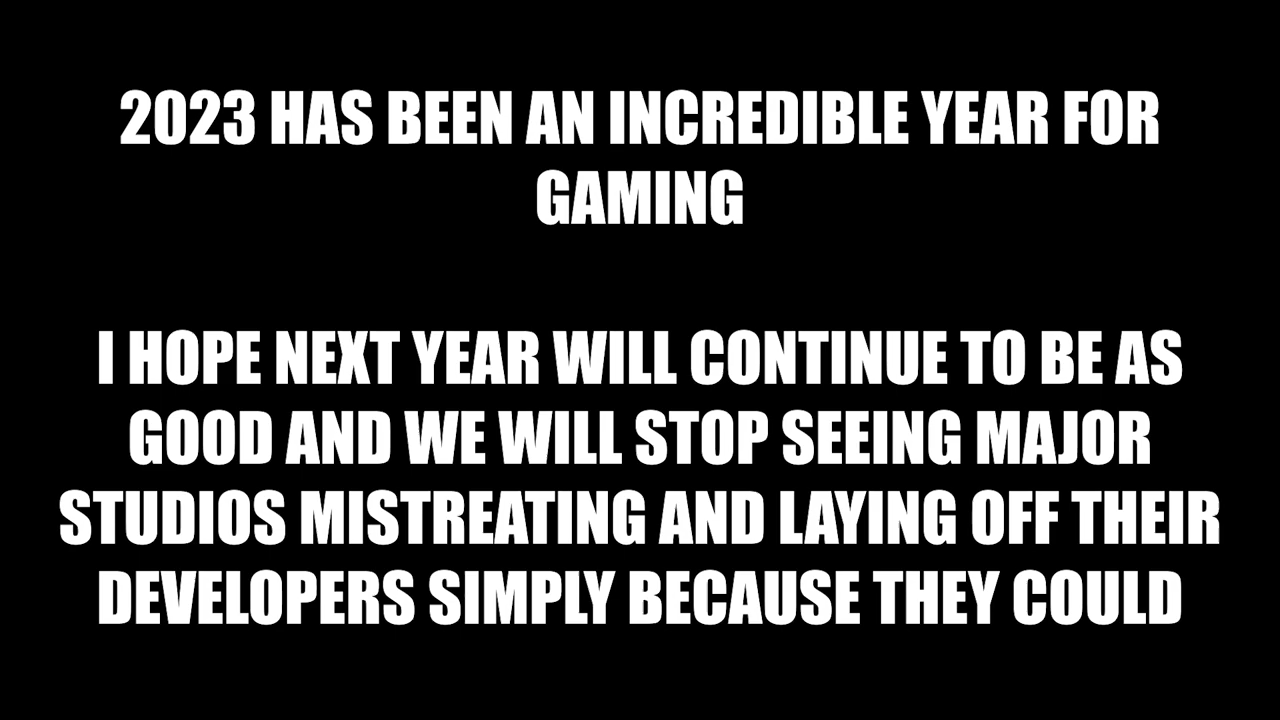 2023 HAS BEEN AN INCREDIBLE YEAR FOR
GAMING
I HOPE NEXT YEAR WILL CONTINUE TO BE AS
GOOD AND WE WILL STOP SEEING MAJOR
STUDIOS MISTREATING AND LAYING OFF THEIR
DEVELOPERS SIMPLY BECAUSE THEY COULD